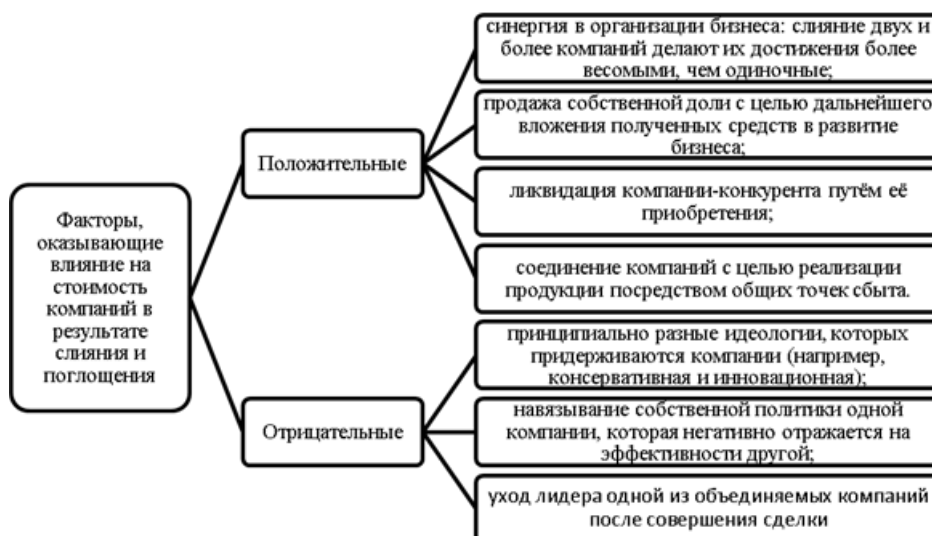 Факторы,
оказывающие
влияние на
стоимость
компаний в
результате
слияния и
поглощения
Положительные
синергия в организации бизнеса: слияние двух и
более компаний делают их достижения более
весомыми, чем одиночные;
продажа собственной доли с целью дальнейшего
вложения полученных средств в развитие
бизнеса;
ликвидация компании-конкурента путём её
приобретения;
соединение компаний с целью реализации
продукции посредством общих точек сбыта.
Отрицательные
принципиально разные идеологии, которых
придерживаются компании (например,
консервативная и инновационная);
навязывание собственной политики одной
компании, которая негативно отражается на
эффективности другой;
уход лидера одной из объединяемых компаний
после совершения сделки